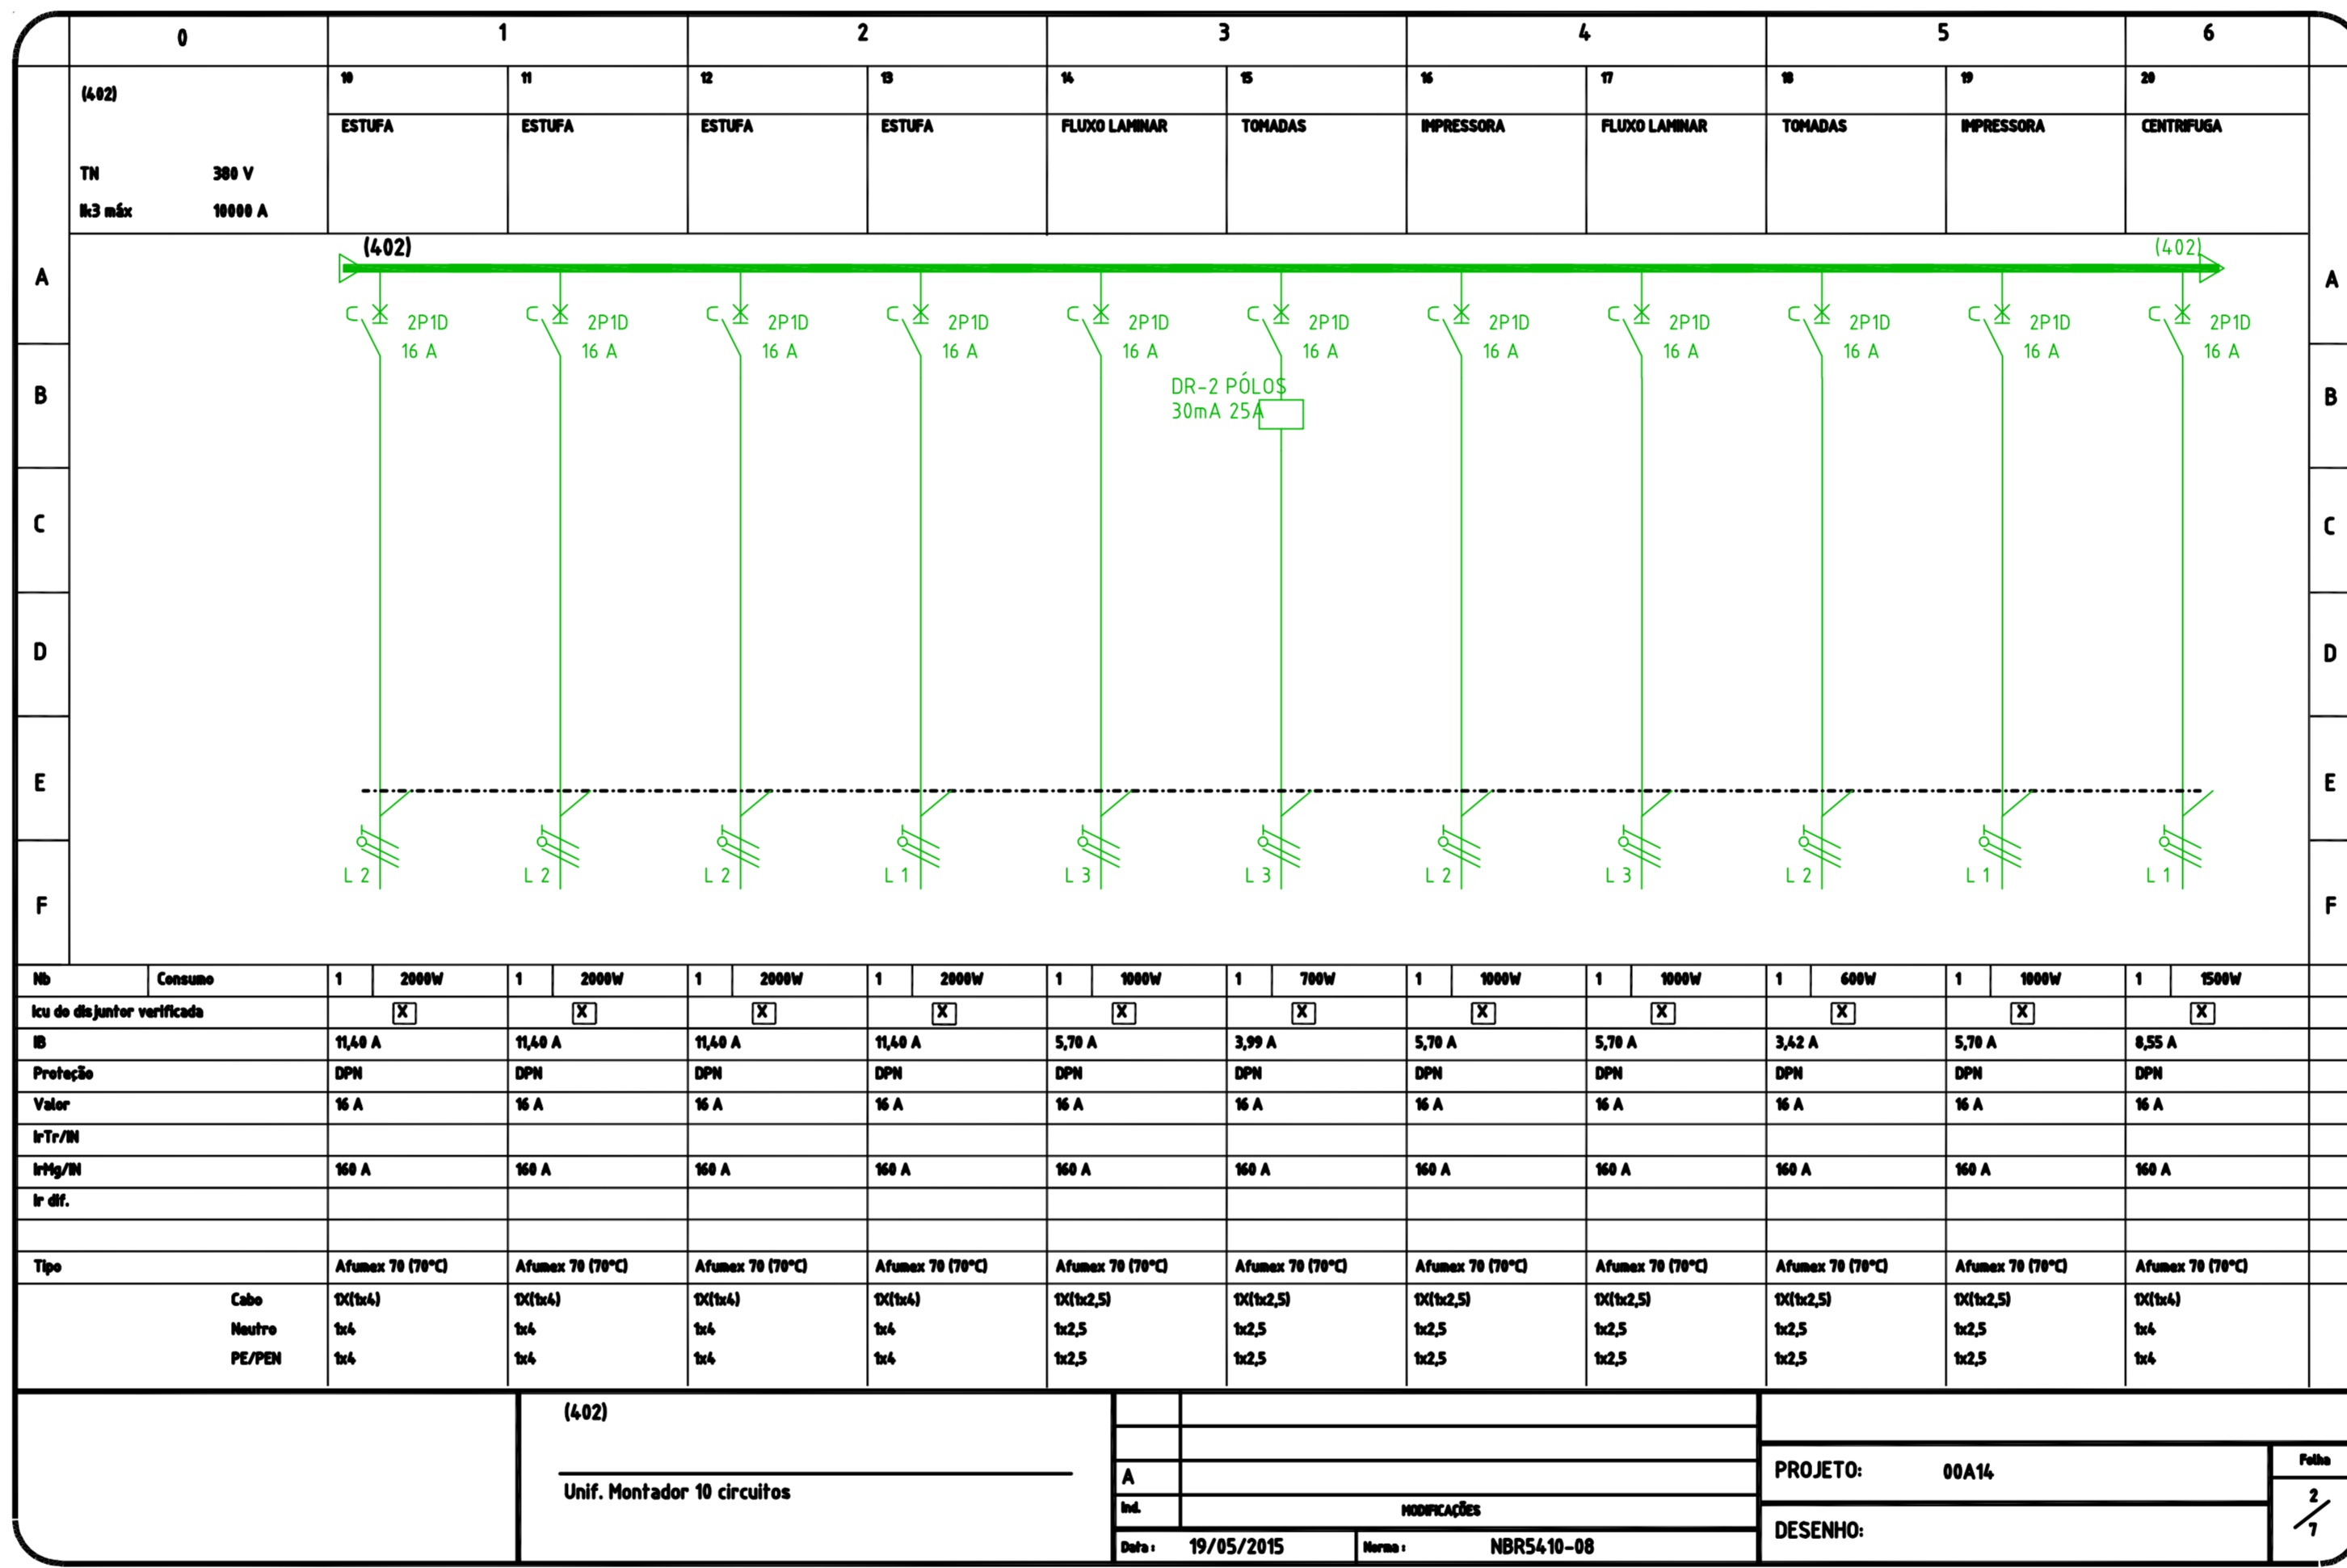 0 1 2 3 4 5 6
(402) 10 11 12 13 14 15 16 17 18 19 20
ESTUFA ESTUFA ESTUFA ESTUFA FLUXO LAMINAR TOMADAS IMPRESSORA FLUXO LAMINAR TOMADAS IMPRESSORA CENTRIFUGA
TN 380 V
Ik3 máx 10000 A
(402) (402)
A A
C 2P1D C 2P1D C 2P1D C 2P1D C 2P1D C 2P1D C 2P1D C 2P1D C 2P1D C 2P1D C 2P1D
16 A 16 A 16 A 16 A 16 A 16 A 16 A 16 A 16 A 16 A 16 A
DR-2 PÓLOS
B B
30mA 25A
C C
D D
E E
L 2 L 2 L 2 L 1 L 3 L 3 L 2 L 3 L 2 L 1 L 1
F F
Nb Consumo 1 2000W 1 2000W 1 2000W 1 2000W 1 1000W 1 700W 1 1000W 1 1000W 1 600W 1 1000W 1 1500W
Icu do disjuntor verificada X X X X X X X X X X X
IB 11,40 A 11,40 A 11,40 A 11,40 A 5,70 A 3,99 A 5,70 A 5,70 A 3,42 A 5,70 A 8,55 A
Proteção DPN DPN DPN DPN DPN DPN DPN DPN DPN DPN DPN
Valor 16 A 16 A 16 A 16 A 16 A 16 A 16 A 16 A 16 A 16 A 16 A
IrTr/IN
IrMg/IN 160 A 160 A 160 A 160 A 160 A 160 A 160 A 160 A 160 A 160 A 160 A
Ir dif.
Tipo Afumex 70 (70°C) Afumex 70 (70°C) Afumex 70 (70°C) Afumex 70 (70°C) Afumex 70 (70°C) Afumex 70 (70°C) Afumex 70 (70°C) Afumex 70 (70°C) Afumex 70 (70°C) Afumex 70 (70°C) Afumex 70 (70°C)
Cabo 1X(1x4) 1X(1x4) 1X(1x4) 1X(1x4) 1X(1x2,5) 1X(1x2,5) 1X(1x2,5) 1X(1x2,5) 1X(1x2,5) 1X(1x2,5) 1X(1x4)
Neutro 1x4 1x4 1x4 1x4 1x2,5 1x2,5 1x2,5 1x2,5 1x2,5 1x2,5 1x4
PE/PEN 1x4 1x4 1x4 1x4 1x2,5 1x2,5 1x2,5 1x2,5 1x2,5 1x2,5 1x4
(402)
Unif. Montador 10 circuitos
A
Ind. MODIFICAÇÕES
Data : 19/05/2015 Norma : NBR5410-08
PROJETO: 00A14
DESENHO:
Folha
2/7